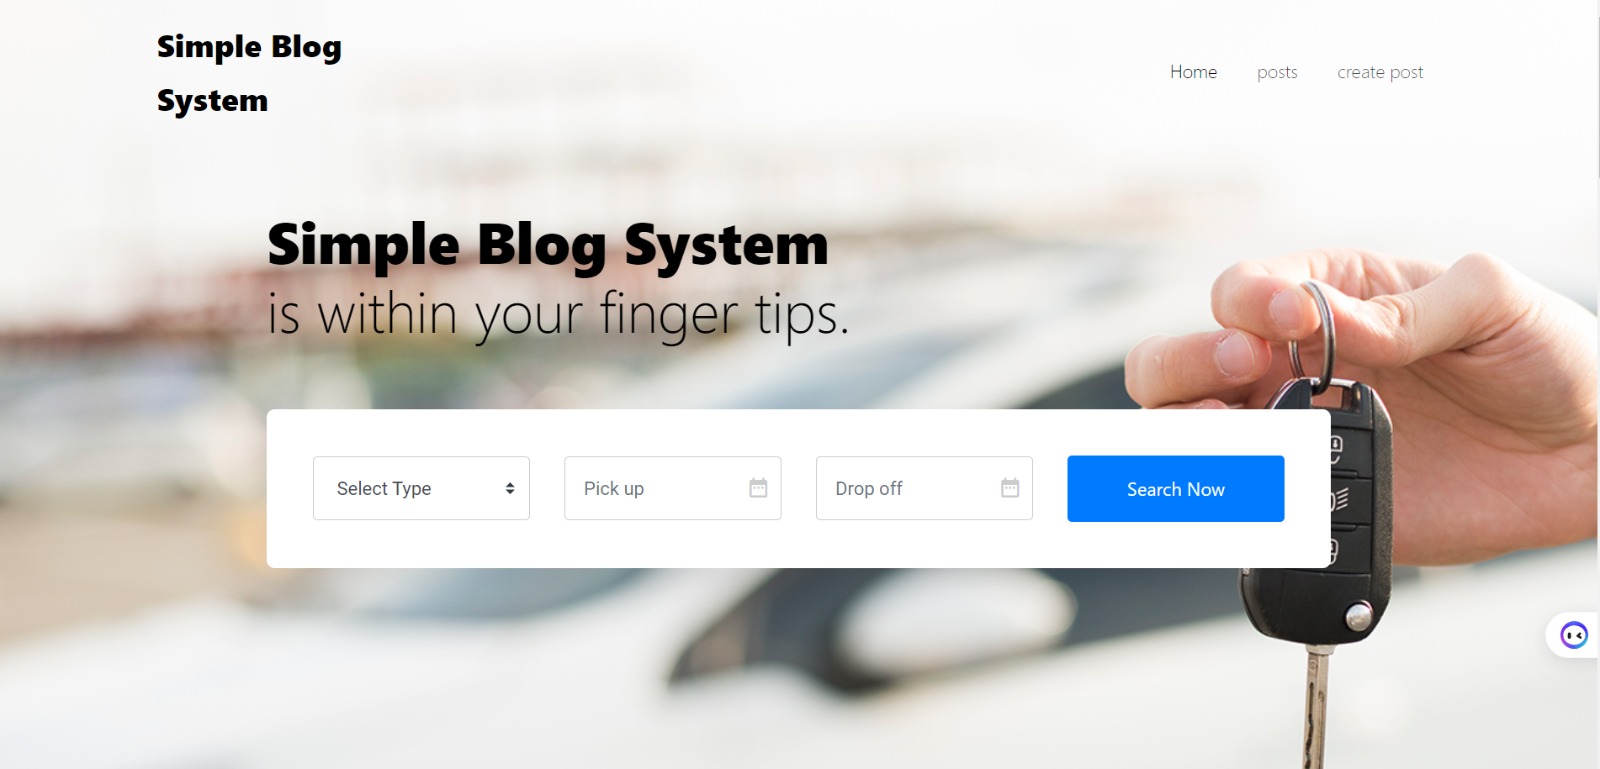 Simple Blog
System
Home posts create post
Simple Blog System
is within your finger tips.
Select Type Pick up Drop off Search Now